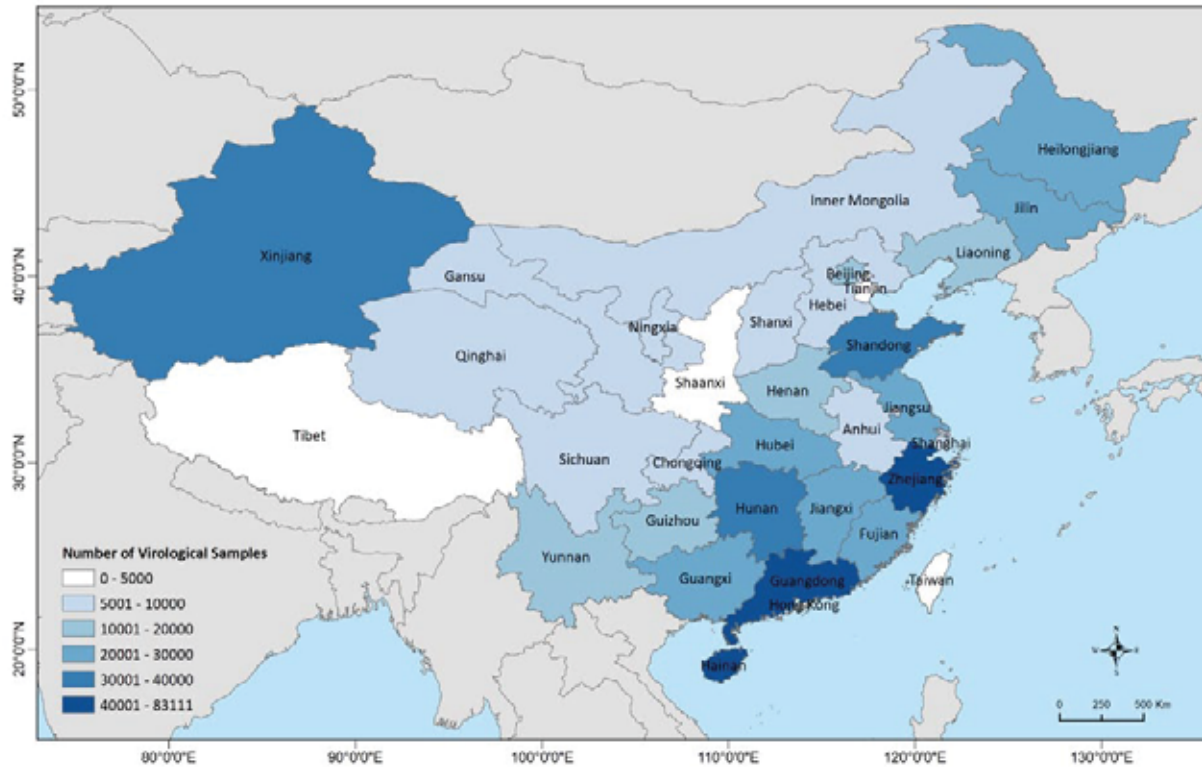 50°0'0"N
40°0'0"N
30°0'0"N
20°0'0"N
Heilongjiang
Jilin
Inner Mongolia
Liaoning
Xinjiang
Gansu
Beijing
Tianjin
Hebei
Ningxia
Shanxi
Shandong
Qinghai
Shaanxi
Henan
Jiangsu
Tibet
Anhui
Shanghai
Hubei
Sichuan
Chongqing
Zhejiang
Hunan
Jiangxi
Guizhou
Fujian
Yunnan
Guangxi
Guangdong
Taiwan
Hong Kong
Hainan
Number of Virological Samples
0 - 5000
5001 - 10000
10001 - 20000
20001 - 30000
30001 - 40000
40001 - 83111
N
W
E
S
0 250 500 Km
80°0'0"E 90°0'0"E 100°0'0"E 110°0'0"E 120°0'0"E 130°0'0"E